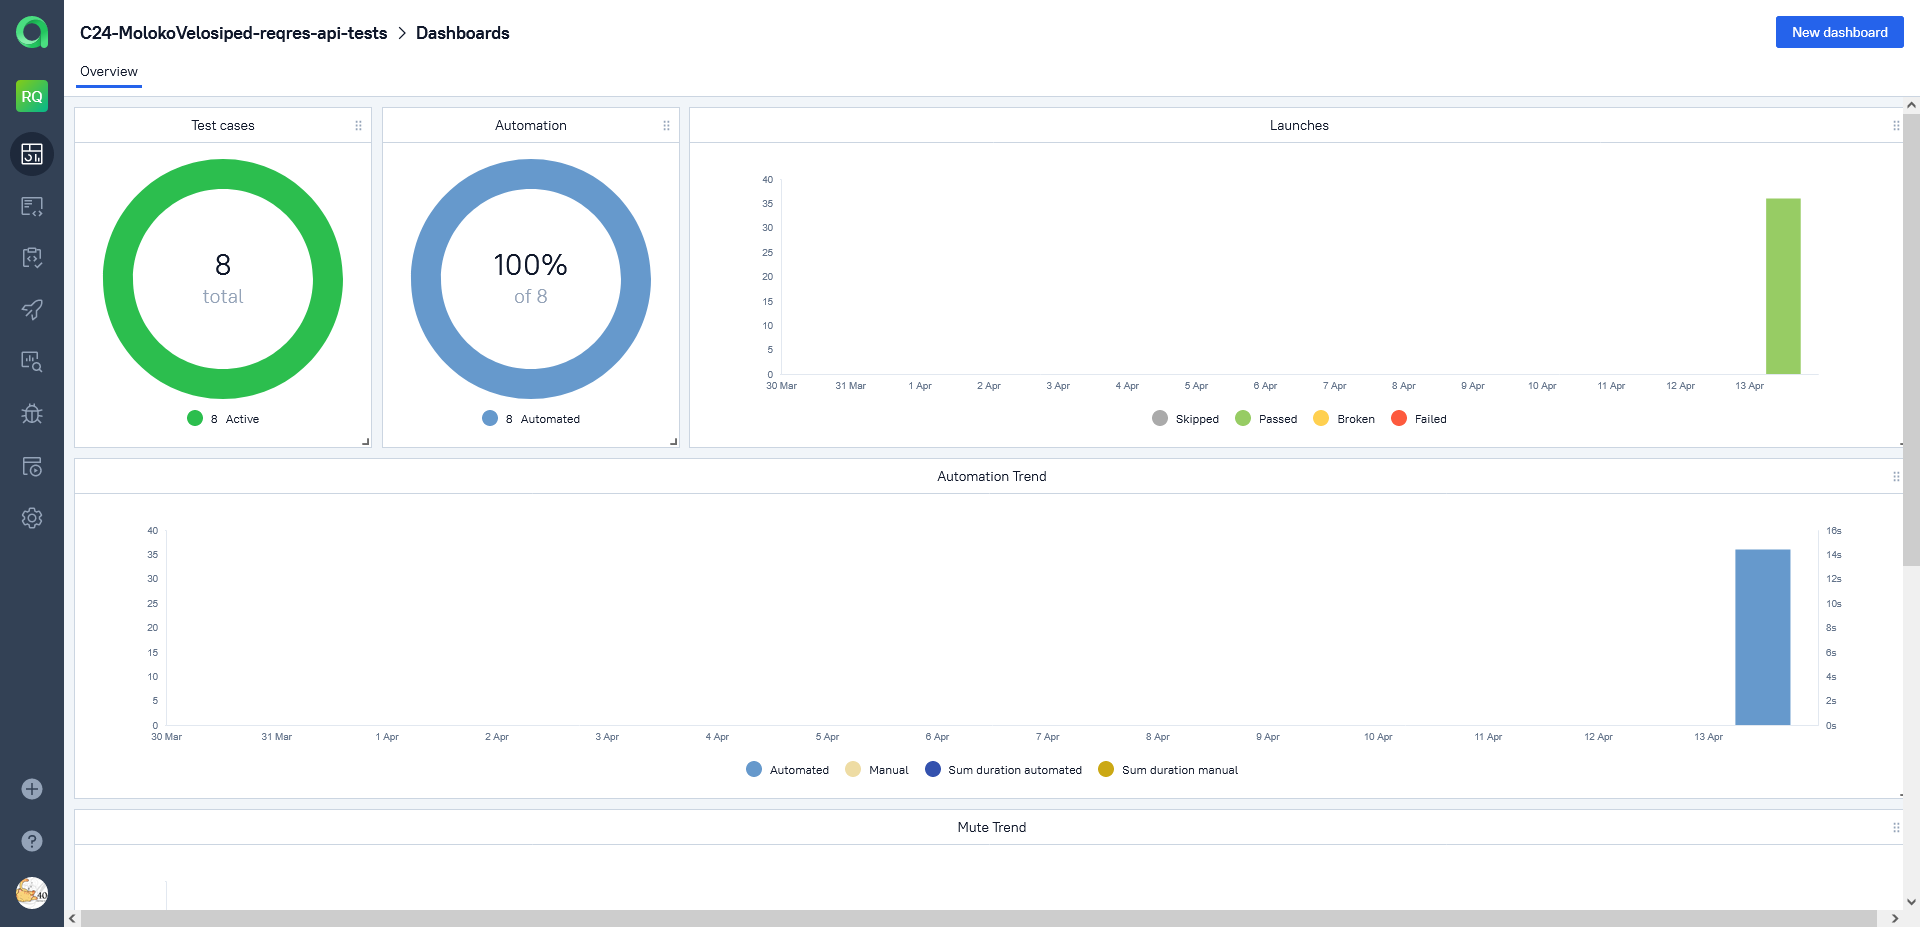 C24-MolokoVelosiped-reqres-api-tests > Dashboards
New dashboard
Overview
RQ
Test cases
8
total
8 Active
Automation
100%
of 8
8 Automated
Launches
40
35
30
25
20
15
10
5
0
30 Mar 31 Mar 1 Apr 2 Apr 3 Apr 4 Apr 5 Apr 6 Apr 7 Apr 8 Apr 9 Apr 10 Apr 11 Apr 12 Apr 13 Apr
Skipped Passed Broken Failed
Automation Trend
40 16s
35 14s
30 12s
25 10s
20 8s
15 6s
10 4s
5 2s
0 0s
30 Mar 31 Mar 1 Apr 2 Apr 3 Apr 4 Apr 5 Apr 6 Apr 7 Apr 8 Apr 9 Apr 10 Apr 11 Apr 12 Apr 13 Apr
Automated Manual Sum duration automated Sum duration manual
Mute Trend
?
40